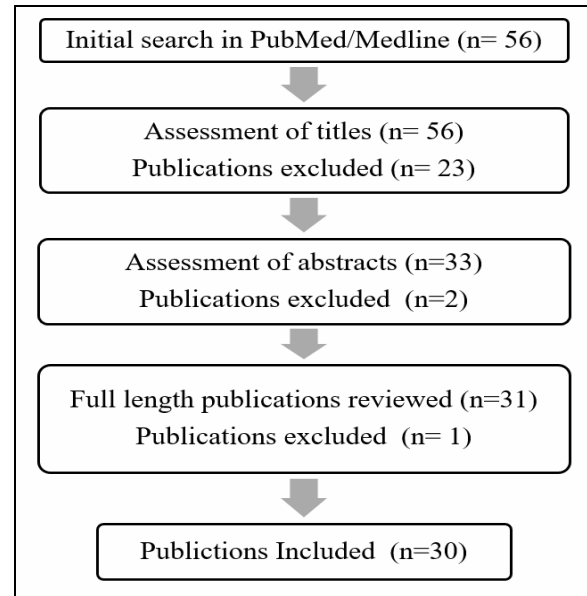 Initial search in PubMed/Medline (n= 56)
Assessment of titles (n= 56)
Publications excluded (n= 23)
Assessment of abstracts (n=33)
Publications excluded (n=2)
Full length publications reviewed (n=31)
Publications excluded (n= 1)
Publictions Included (n=30)